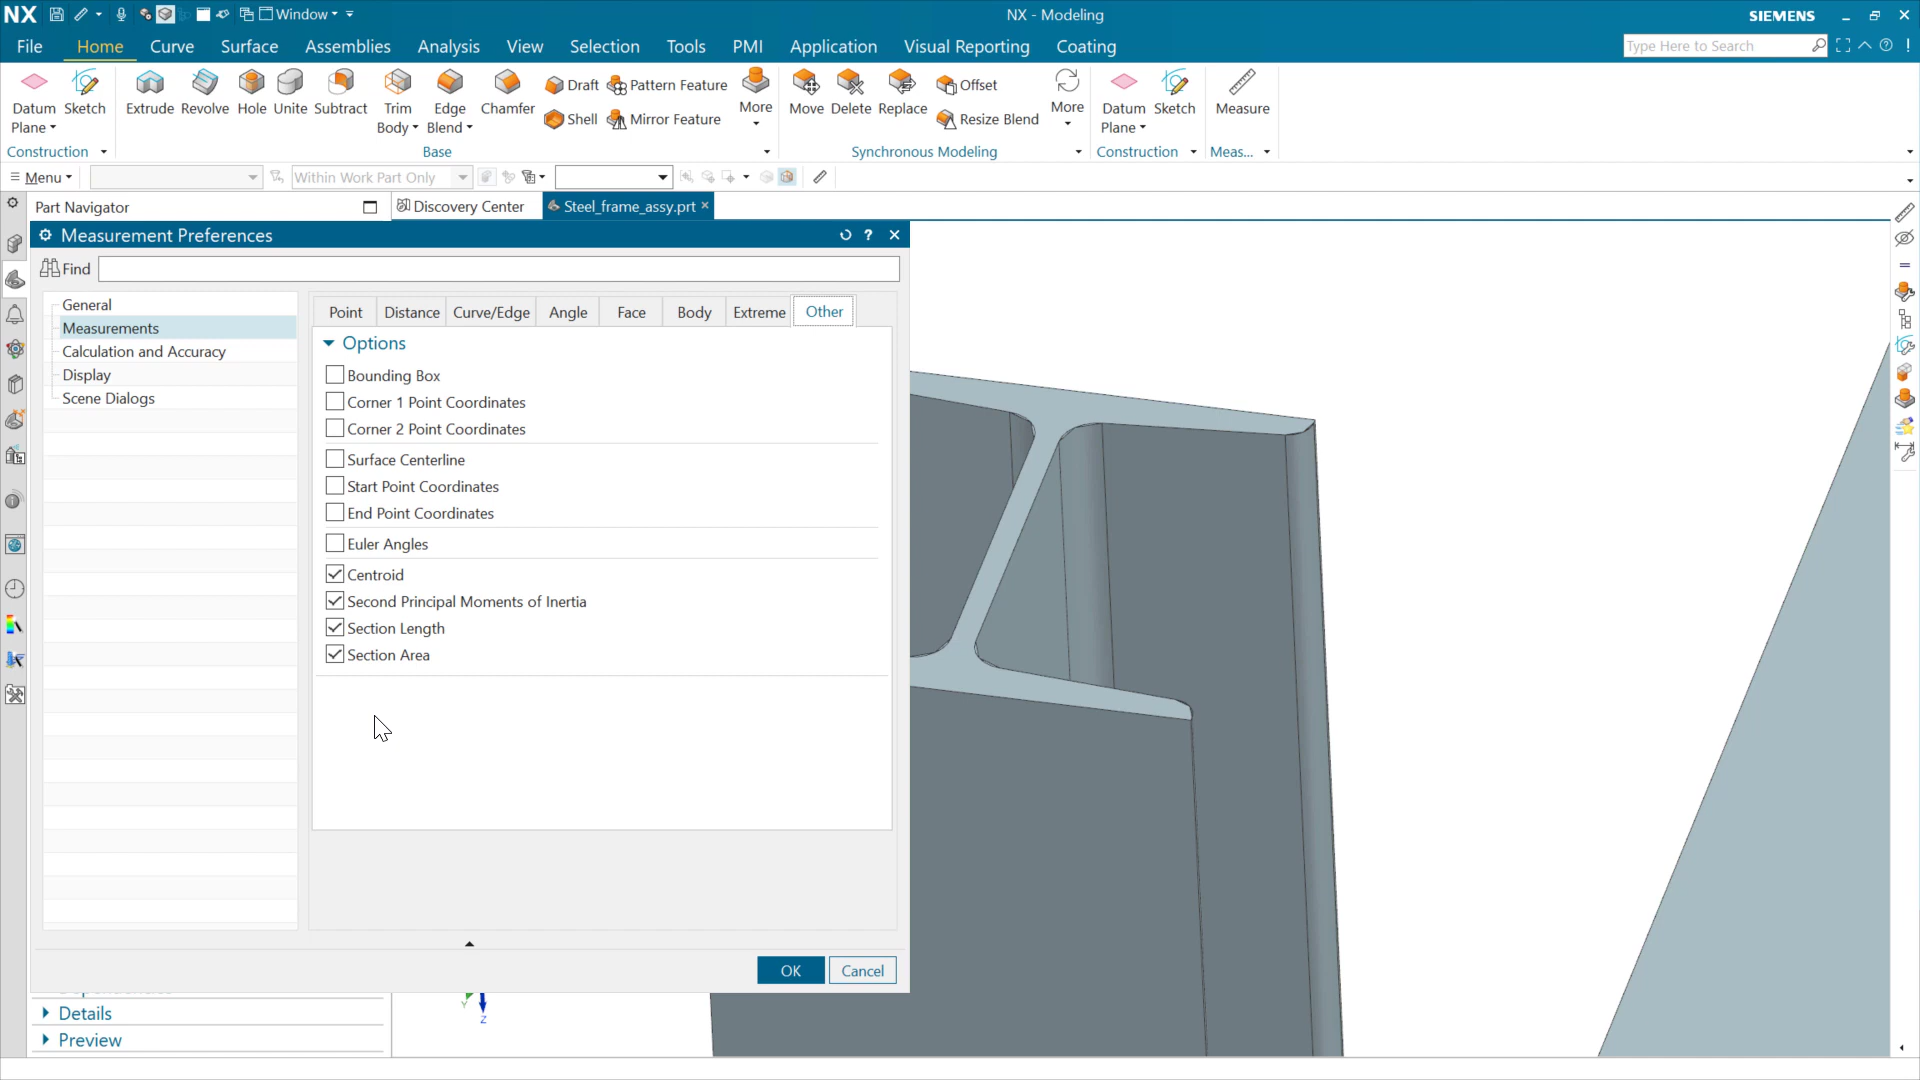 NX
Window
NX - Modeling
SIEMENS
File
Home
Curve
Surface
Assemblies
Analysis
View
Selection
Tools
PMI
Application
Visual Reporting
Coating
Type Here to Search
Datum
Plane
Sketch
Extrude
Revolve
Hole
Unite
Subtract
Trim
Body
Edge
Blend
Chamfer
Draft
Shell
Pattern Feature
Mirror Feature
More
Move
Delete
Replace
Offset
Resize Blend
More
Datum
Plane
Sketch
Measure
Construction
Base
Synchronous Modeling
Construction
Meas...
Menu
Within Work Part Only
Part Navigator
Discovery Center
Steel_frame_assy.prt
Measurement Preferences
Find
General
Measurements
Calculation and Accuracy
Display
Scene Dialogs
Point
Distance
Curve/Edge
Angle
Face
Body
Extreme
Other
Options
Bounding Box
Corner 1 Point Coordinates
Corner 2 Point Coordinates
Surface Centerline
Start Point Coordinates
End Point Coordinates
Euler Angles
Centroid
Second Principal Moments of Inertia
Section Length
Section Area
OK
Cancel
Y
Z
Details
Preview